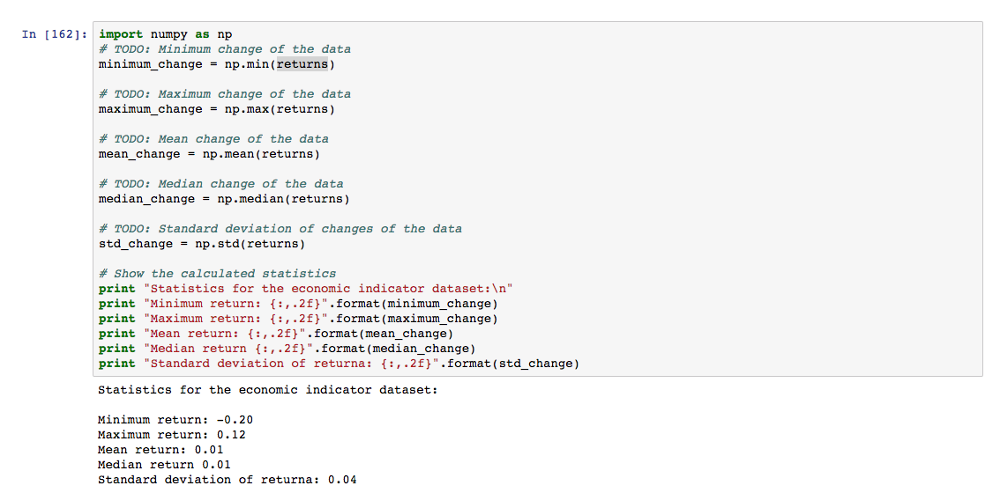 In [162]: import numpy as np
# TODO: Minimum change of the data
minimum_change = np.min(returns)
# TODO: Maximum change of the data
maximum_change = np.max(returns)
# TODO: Mean change of the data
mean_change = np.mean(returns)
# TODO: Median change of the data
median_change = np.median(returns)
# TODO: Standard deviation of changes of the data
std_change = np.std(returns)
# Show the calculated statistics
print "Statistics for the economic indicator dataset:\n"
print "Minimum return: {:,.2f}".format(minimum_change)
print "Maximum return: {:,.2f}".format(maximum_change)
print "Mean return: {:,.2f}".format(mean_change)
print "Median return {:,.2f}".format(median_change)
print "Standard deviation of returna: {:,.2f}".format(std_change)
Statistics for the economic indicator dataset:
Minimum return: -0.20
Maximum return: 0.12
Mean return: 0.01
Median return 0.01
Standard deviation of returna: 0.04